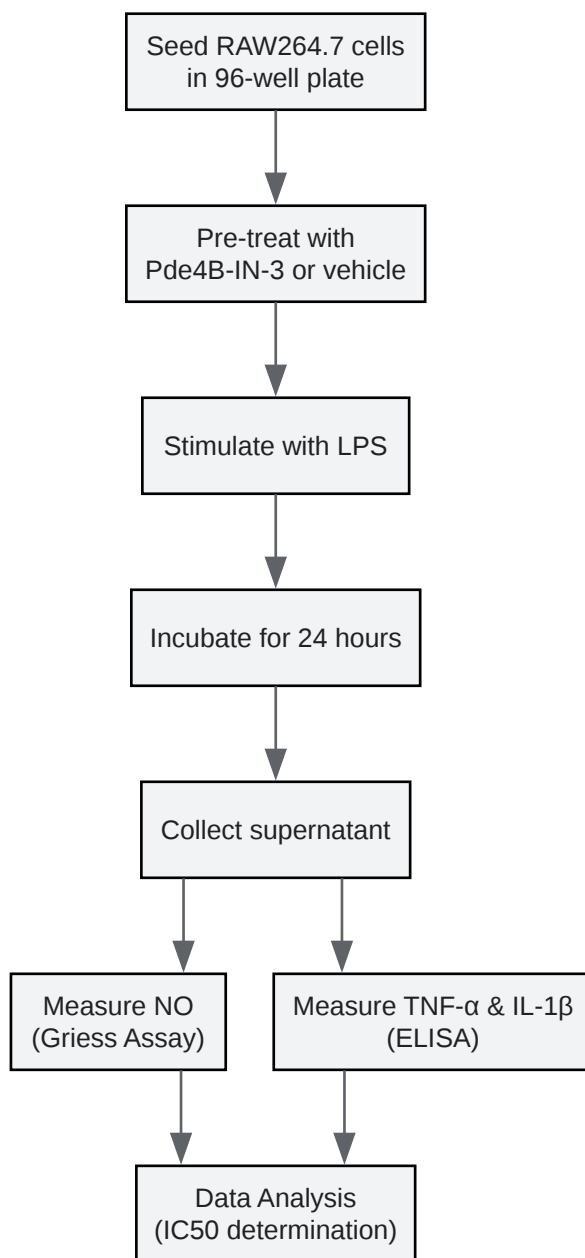 Seed RAW264.7 cells
in 96-well plate
Pre-treat with
Pde4B-IN-3 or vehicle
Stimulate with LPS
Incubate for 24 hours
Collect supernatant
Measure NO
(Griess Assay)
Measure TNF-α & IL-1β
(ELISA)
Data Analysis
(IC50 determination)